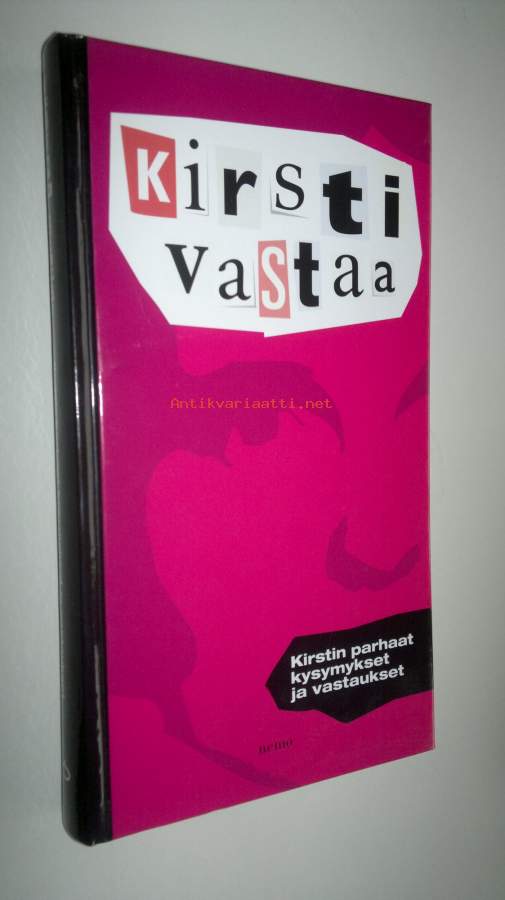 Kirsti
vastaa
Antikvariaatti.net
Kirstin parhaat
kysymykset
ja vastaukset
nemo